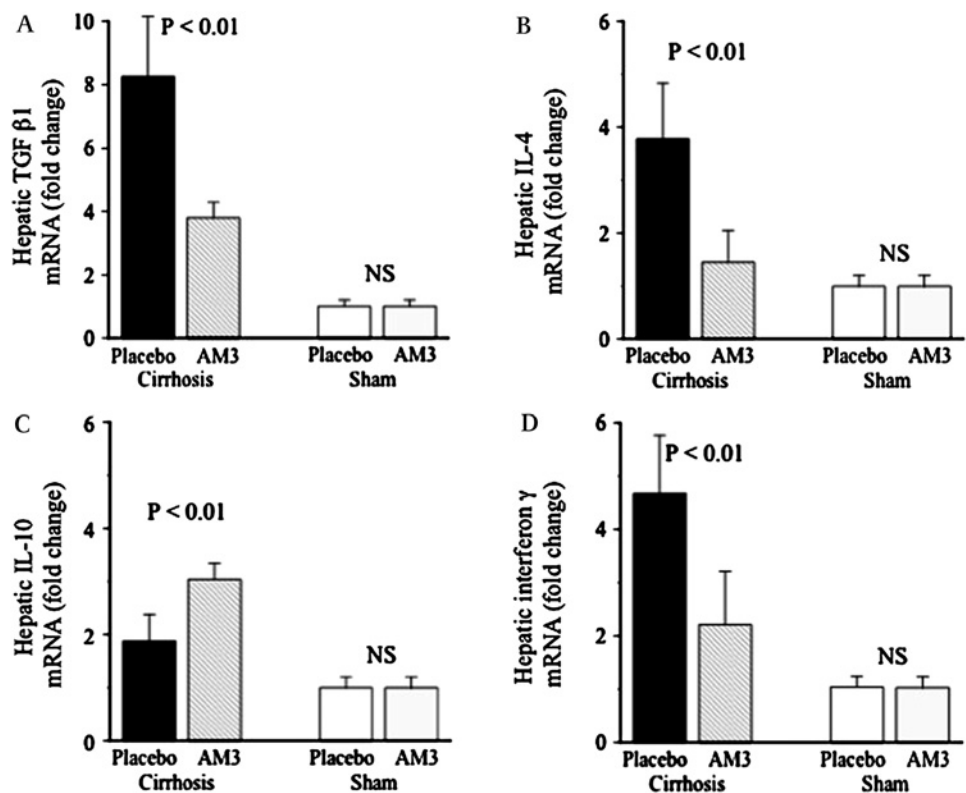 A
Hepatic TGF β1
mRNA (fold change)
10
8
6
4
2
0
P < 0.01
NS
Placebo AM3 Placebo AM3
Cirrhosis Sham
B
Hepatic IL-4
mRNA (fold change)
6
4
2
0
P < 0.01
NS
Placebo AM3 Placebo AM3
Cirrhosis Sham
C
Hepatic IL-10
mRNA (fold change)
6
4
2
0
P < 0.01
NS
Placebo AM3 Placebo AM3
Cirrhosis Sham
D
Hepatic interferon γ
mRNA (fold change)
6
4
2
0
P < 0.01
NS
Placebo AM3 Placebo AM3
Cirrhosis Sham